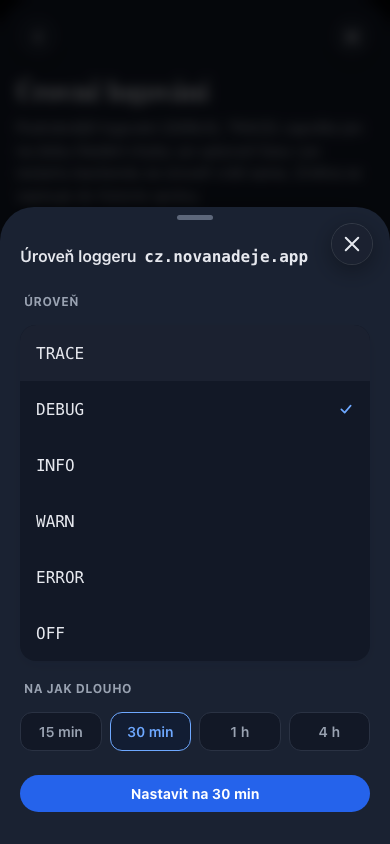 Úroveň loggeru cz.novanadeje.app
ÚROVEŇ
TRACE
DEBUG
INFO
WARN
ERROR
OFF
NA JAK DLOUHO
15 min
30 min
1 h
4 h
Nastavit na 30 min